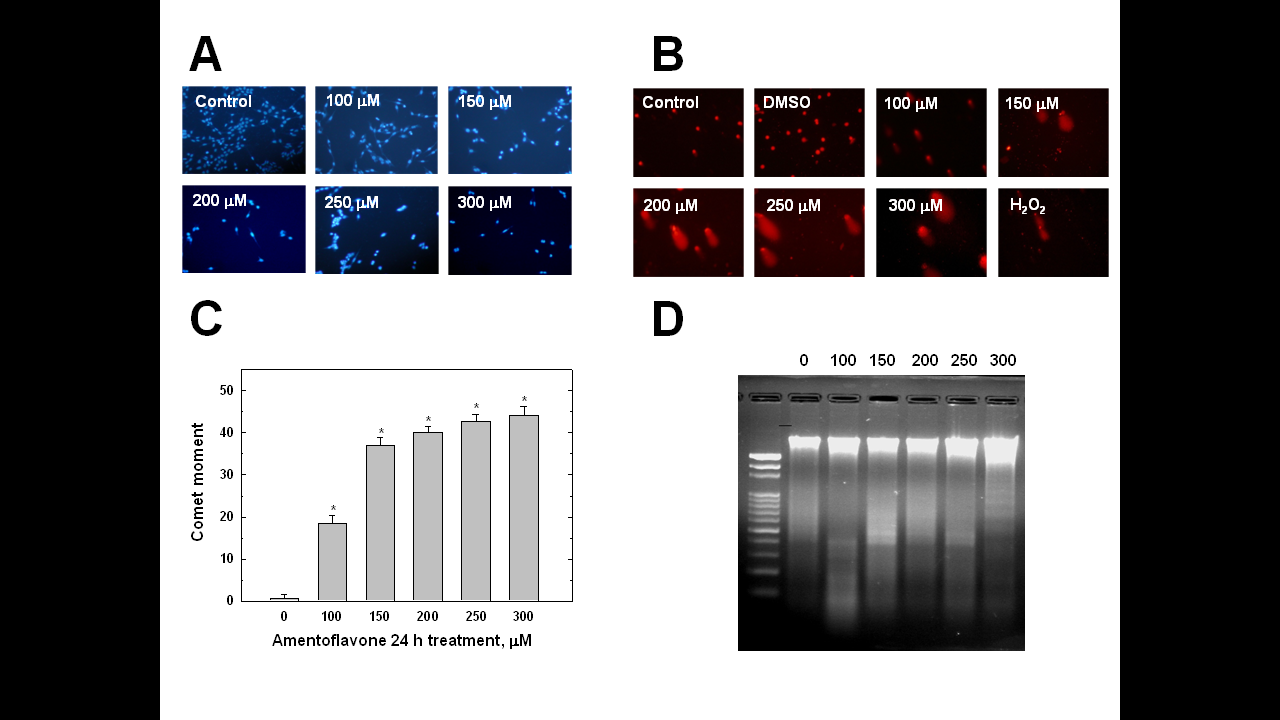 A
Control
100 μM
150 μM
200 μM
250 μM
300 μM
B
Control
DMSO
100 μM
150 μM
200 μM
250 μM
300 μM
H₂O₂
C
50
40
30
20
10
0
Comet moment
*
*
*
*
*
0 100 150 200 250 300
Amentoflavone 24 h treatment, μM
D
0 100 150 200 250 300